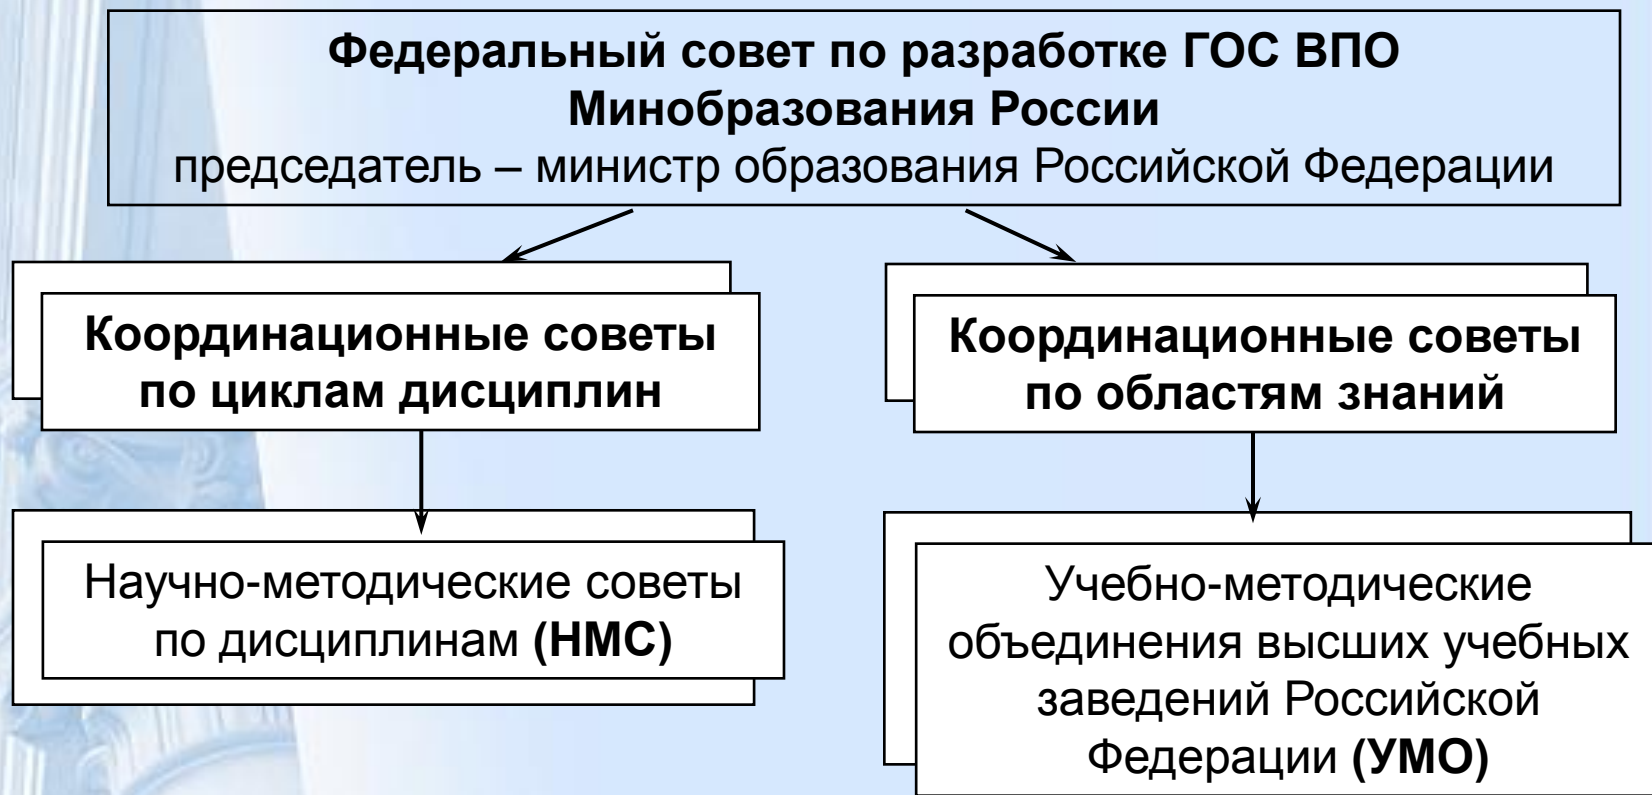 Федеральный совет по разработке ГОС ВПО
Минобразования России
председатель – министр образования Российской Федерации
Координационные советы
по циклам дисциплин
Координационные советы
по областям знаний
Научно-методические советы
по дисциплинам (НМС)
Учебно-методические
объединения высших учебных
заведений Российской
Федерации (УМО)